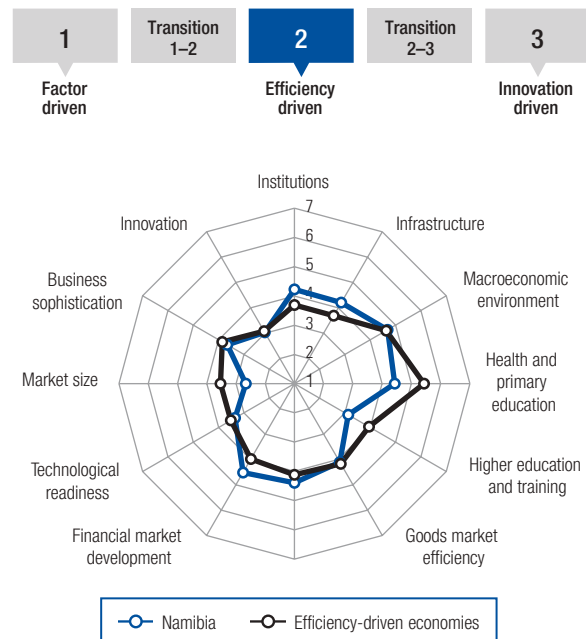 1
Transition
1–2
2
Transition
2–3
3
Factor
driven
Efficiency
driven
Innovation
driven
Institutions
7
6
5
4
3
2
1
Infrastructure
Macroeconomic
environment
Health and
primary
education
Higher education
and training
Goods market
efficiency
Financial market
development
Technological
readiness
Market size
Business
sophistication
Innovation
Namibia
Efficiency-driven economies